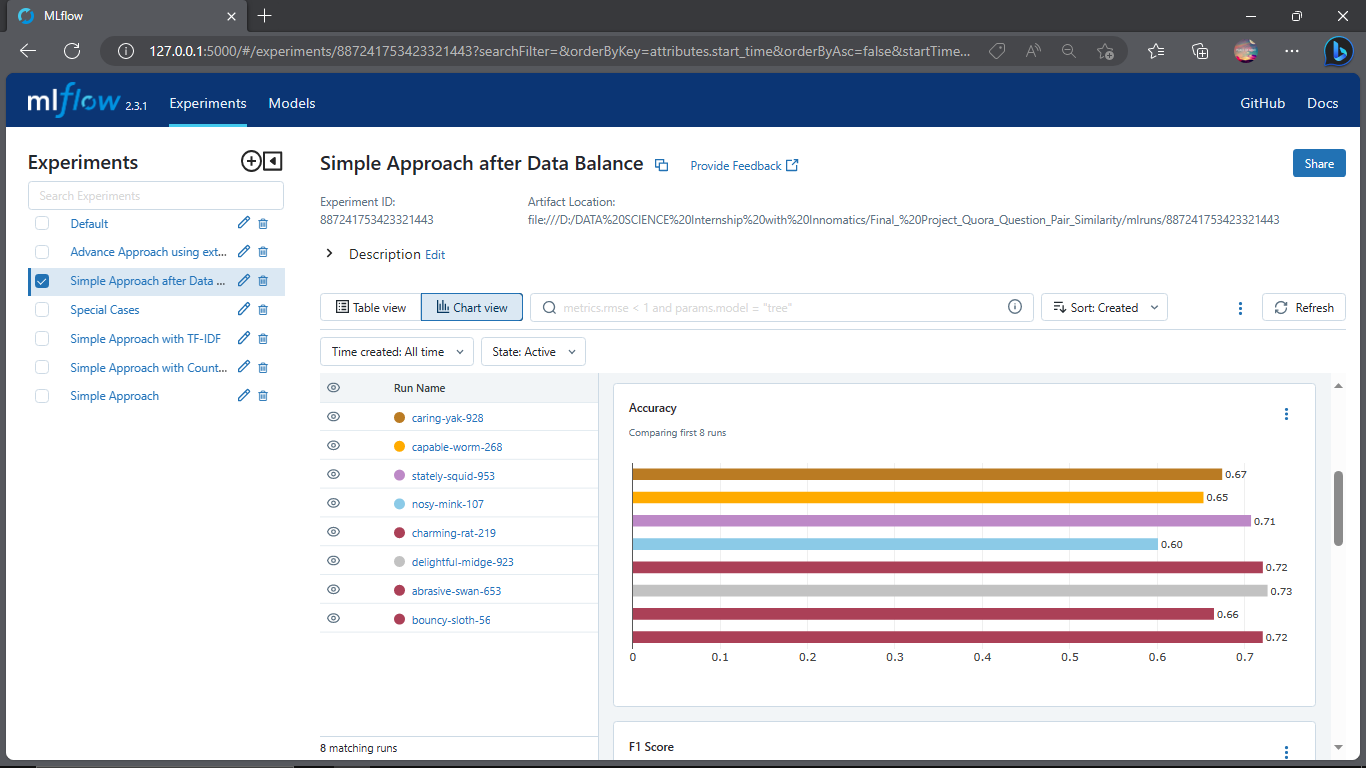 MLflow
127.0.0.1:5000/#/experiments/887241753423321443?searchFilter=&orderByKey=attributes.start_time&orderByAsc=false&startTime...
mlflow 2.3.1 Experiments Models GitHub Docs
Experiments
Search Experiments
Default
Advance Approach using ext...
Simple Approach after Data ...
Special Cases
Simple Approach with TF-IDF
Simple Approach with Count...
Simple Approach
Simple Approach after Data Balance Provide Feedback Share
Experiment ID: Artifact Location:
887241753423321443 file:///D:/DATA%20SCIENCE%20Internship%20with%20Innomatics/Final_%20Project_Quora_Question_Pair_Similarity/mlruns/887241753423321443
Description Edit
Table view Chart view metrics.rmse < 1 and params.model = "tree" Sort: Created Refresh
Time created: All time State: Active
Run Name
caring-yak-928
capable-worm-268
stately-squid-953
nosy-mink-107
charming-rat-219
delightful-midge-923
abrasive-swan-653
bouncy-sloth-56
8 matching runs
Accuracy
Comparing first 8 runs
0.67
0.65
0.71
0.60
0.72
0.73
0.66
0.72
0 0.1 0.2 0.3 0.4 0.5 0.6 0.7
F1 Score